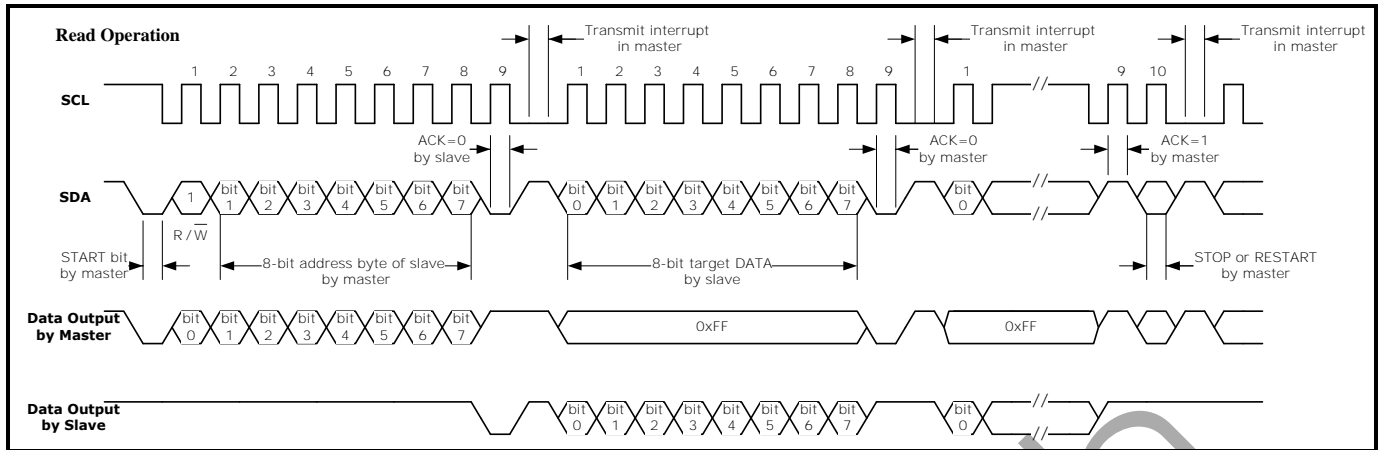 Read Operation
Transmit interrupt
in master
Transmit interrupt
in master
Transmit interrupt
in master
SCL
1 2 3 4 5 6 7 8 9 1 2 3 4 5 6 7 8 9 1 // 9 10
ACK=0
by slave
ACK=0
by master
ACK=1
by master
SDA
1 bit 1 bit 2 bit 3 bit 4 bit 5 bit 6 bit 7 bit 0 bit 1 bit 2 bit 3 bit 4 bit 5 bit 6 bit 7 bit 0 // //
R/W̅
START bit
by master
8-bit address byte of slave
by master
8-bit target DATA
by slave
STOP or RESTART
by master
Data Output
by Master
bit 0 bit 1 bit 2 bit 3 bit 4 bit 5 bit 6 bit 7 0xFF 0xFF
Data Output
by Slave
bit 0 bit 1 bit 2 bit 3 bit 4 bit 5 bit 6 bit 7 bit 0 // //